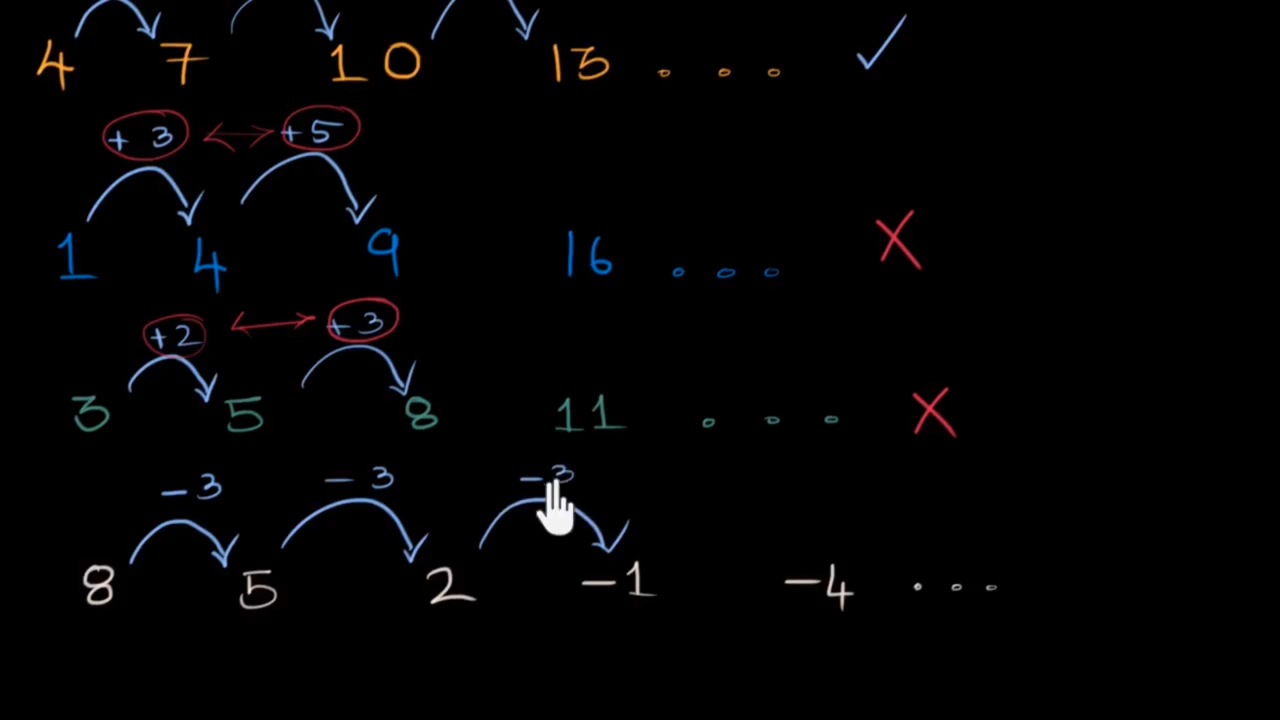 4 7 10 13 . . . ✓
+3 ↔ +5
1 4 9 16 . . . X
+2 ↔ +3
3 5 8 11 . . . X
-3 -3 -3
8 5 2 -1 -4 ...